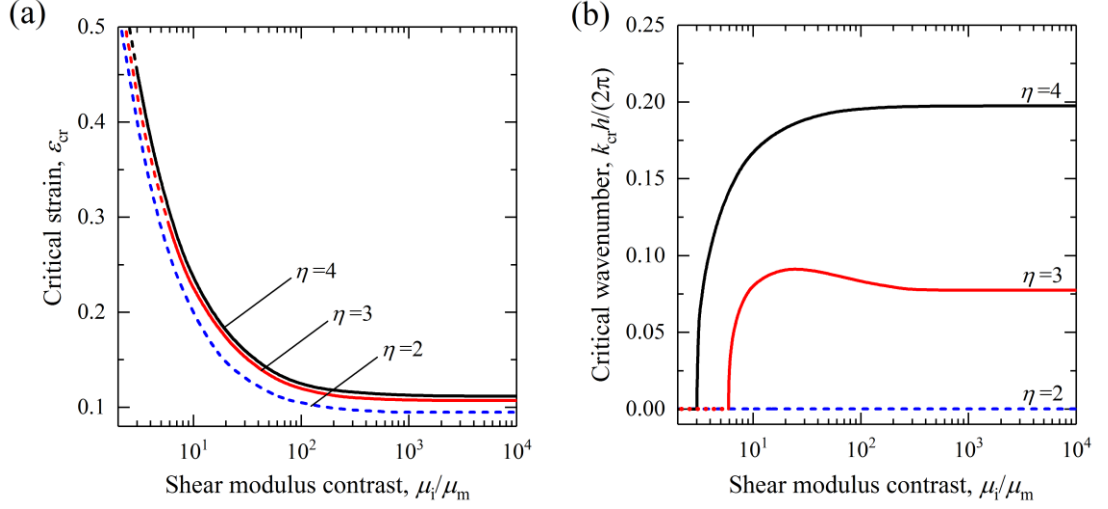 (a)
0.5
0.4
0.3
0.2
0.1
Critical strain, εcr
η=4
η=3
η=2
10¹
10²
10³
10⁴
Shear modulus contrast, μi/μm
(b)
0.25
0.20
0.15
0.10
0.05
0.00
Critical wavenumber, kcrh/(2π)
η=4
η=3
η=2
10¹
10²
10³
10⁴
Shear modulus contrast, μi/μm